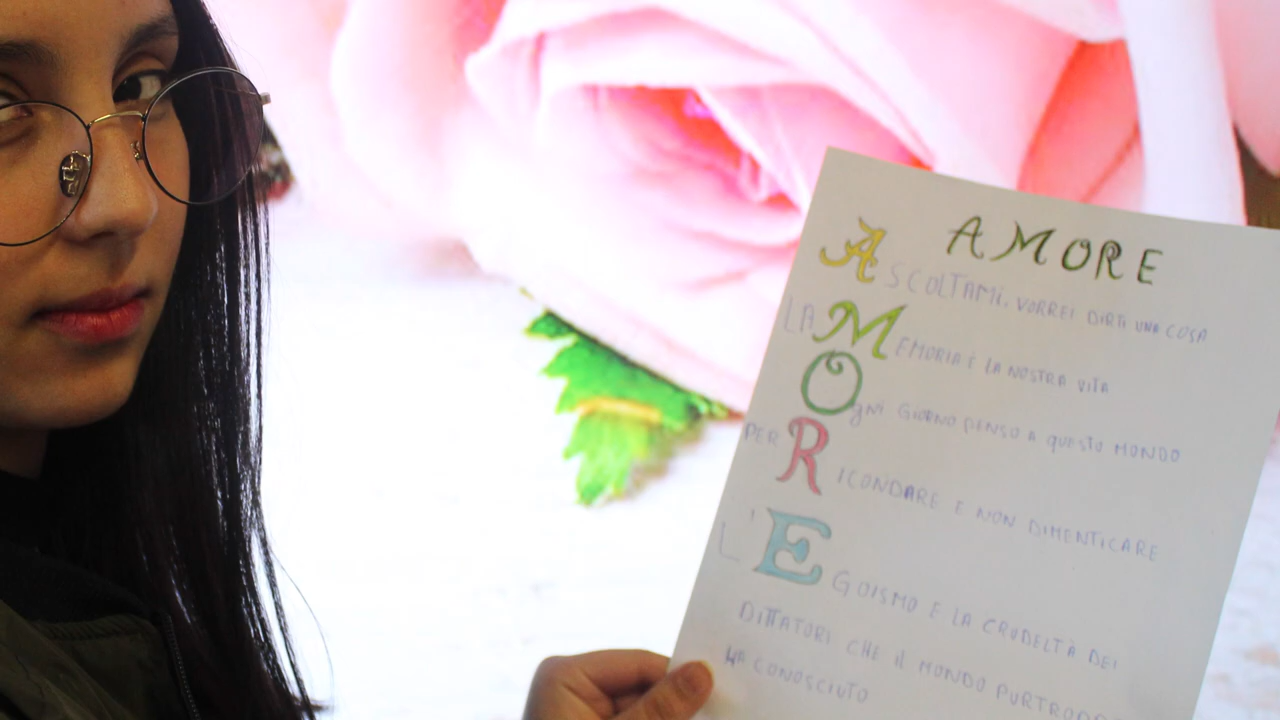 AMORE
ASCOLTAMI. VORREI DIRTI UNA COSA
LA MEMORIA È LA NOSTRA VITA
Ogni GIORNO PENSO A QUESTO MONDO
PER RICORDARE E NON DIMENTICARE
L'EGOISMO E LA CRUDELTÀ DEI
DITTATORI CHE IL MONDO PURTROPPO
HA CONOSCIUTO